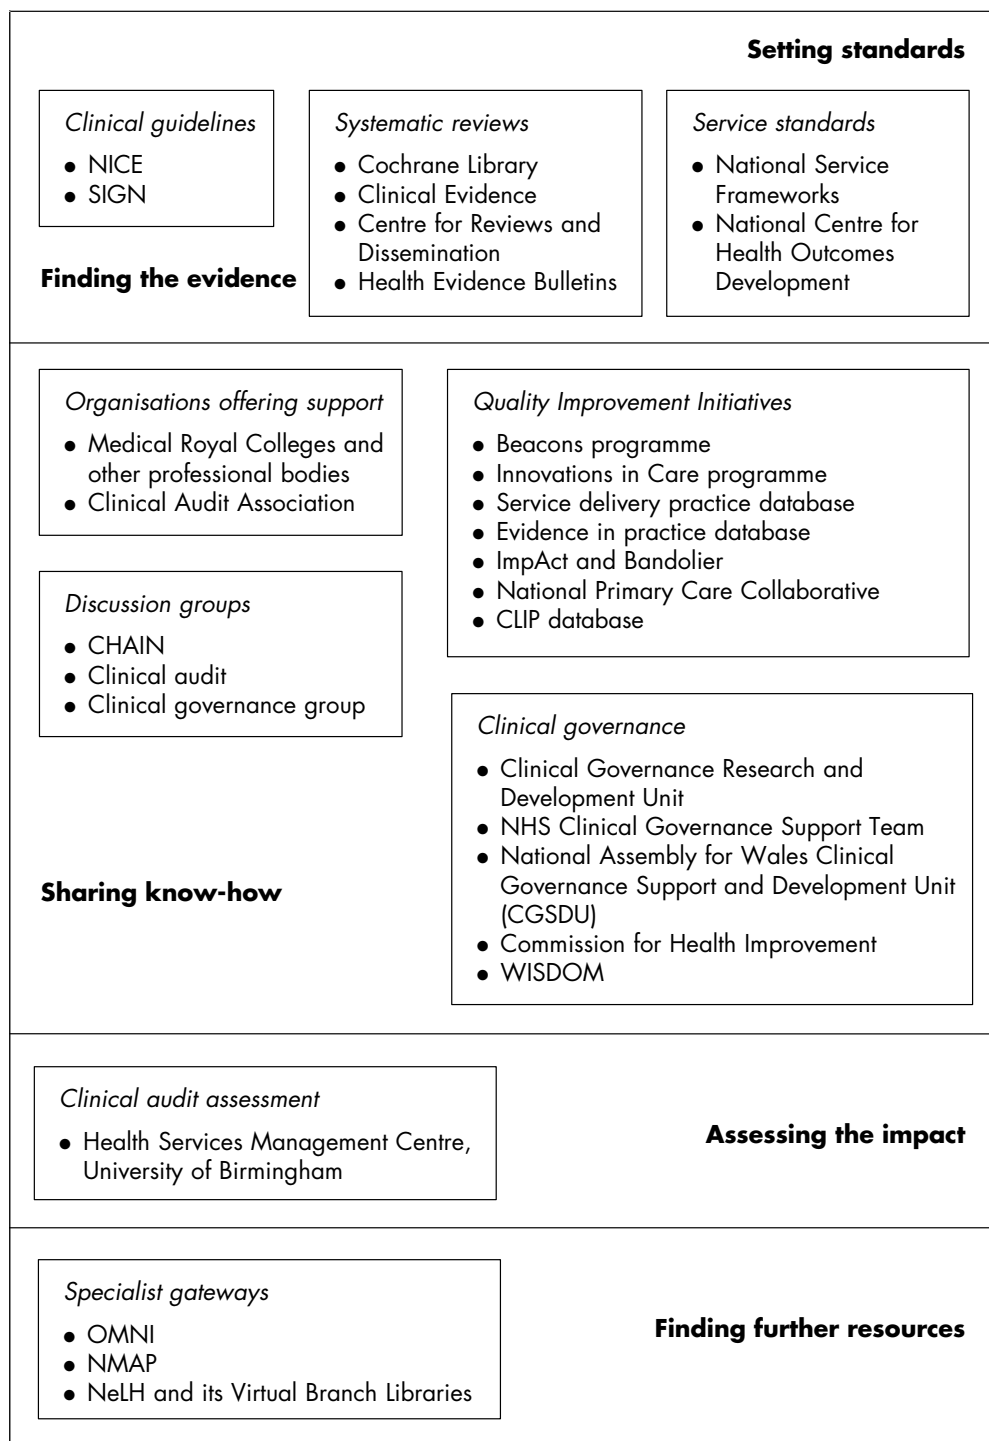 Setting standards
Clinical guidelines
● NICE
● SIGN
Systematic reviews
● Cochrane Library
● Clinical Evidence
● Centre for Reviews and
Dissemination
● Health Evidence Bulletins
Service standards
● National Service
Frameworks
● National Centre for
Health Outcomes
Development
Finding the evidence
Organisations offering support
● Medical Royal Colleges and
other professional bodies
● Clinical Audit Association
Quality Improvement Initiatives
● Beacons programme
● Innovations in Care programme
● Service delivery practice database
● Evidence in practice database
● ImpAct and Bandolier
● National Primary Care Collaborative
● CLIP database
Discussion groups
● CHAIN
● Clinical audit
● Clinical governance group
Clinical governance
● Clinical Governance Research and
Development Unit
● NHS Clinical Governance Support Team
● National Assembly for Wales Clinical
Governance Support and Development Unit
(CGSDU)
● Commission for Health Improvement
● WISDOM
Sharing know-how
Clinical audit assessment
● Health Services Management Centre,
University of Birmingham
Assessing the impact
Specialist gateways
● OMNI
● NMAP
● NeLH and its Virtual Branch Libraries
Finding further resources